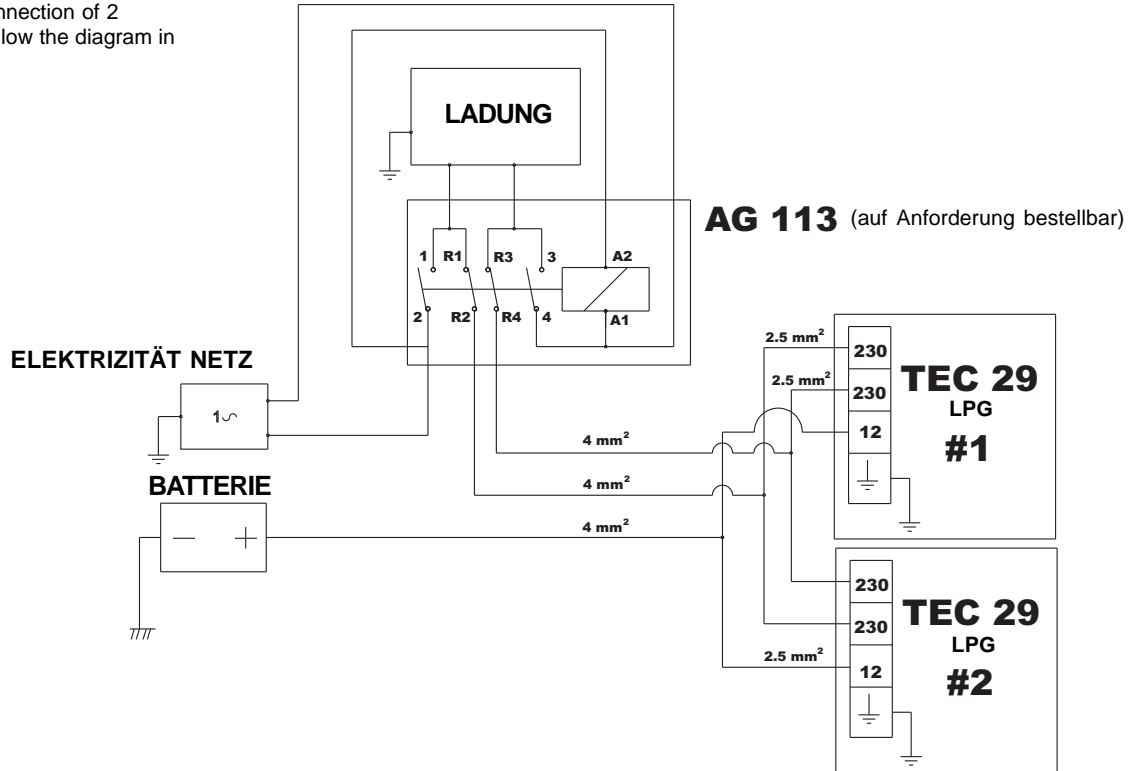 nnection of 2
low the diagram in
LADUNG
AG 113 (auf Anforderung bestellbar)
1 R1 R3 3 A2
2 R2 R4 4 A1
ELEKTRIZITÄT NETZ
1∿
BATTERIE
— +
4 mm²
4 mm²
4 mm²
2.5 mm²
2.5 mm²
230
230
12
TEC 29
LPG
#1
2.5 mm²
230
230
12
TEC 29
LPG
#2